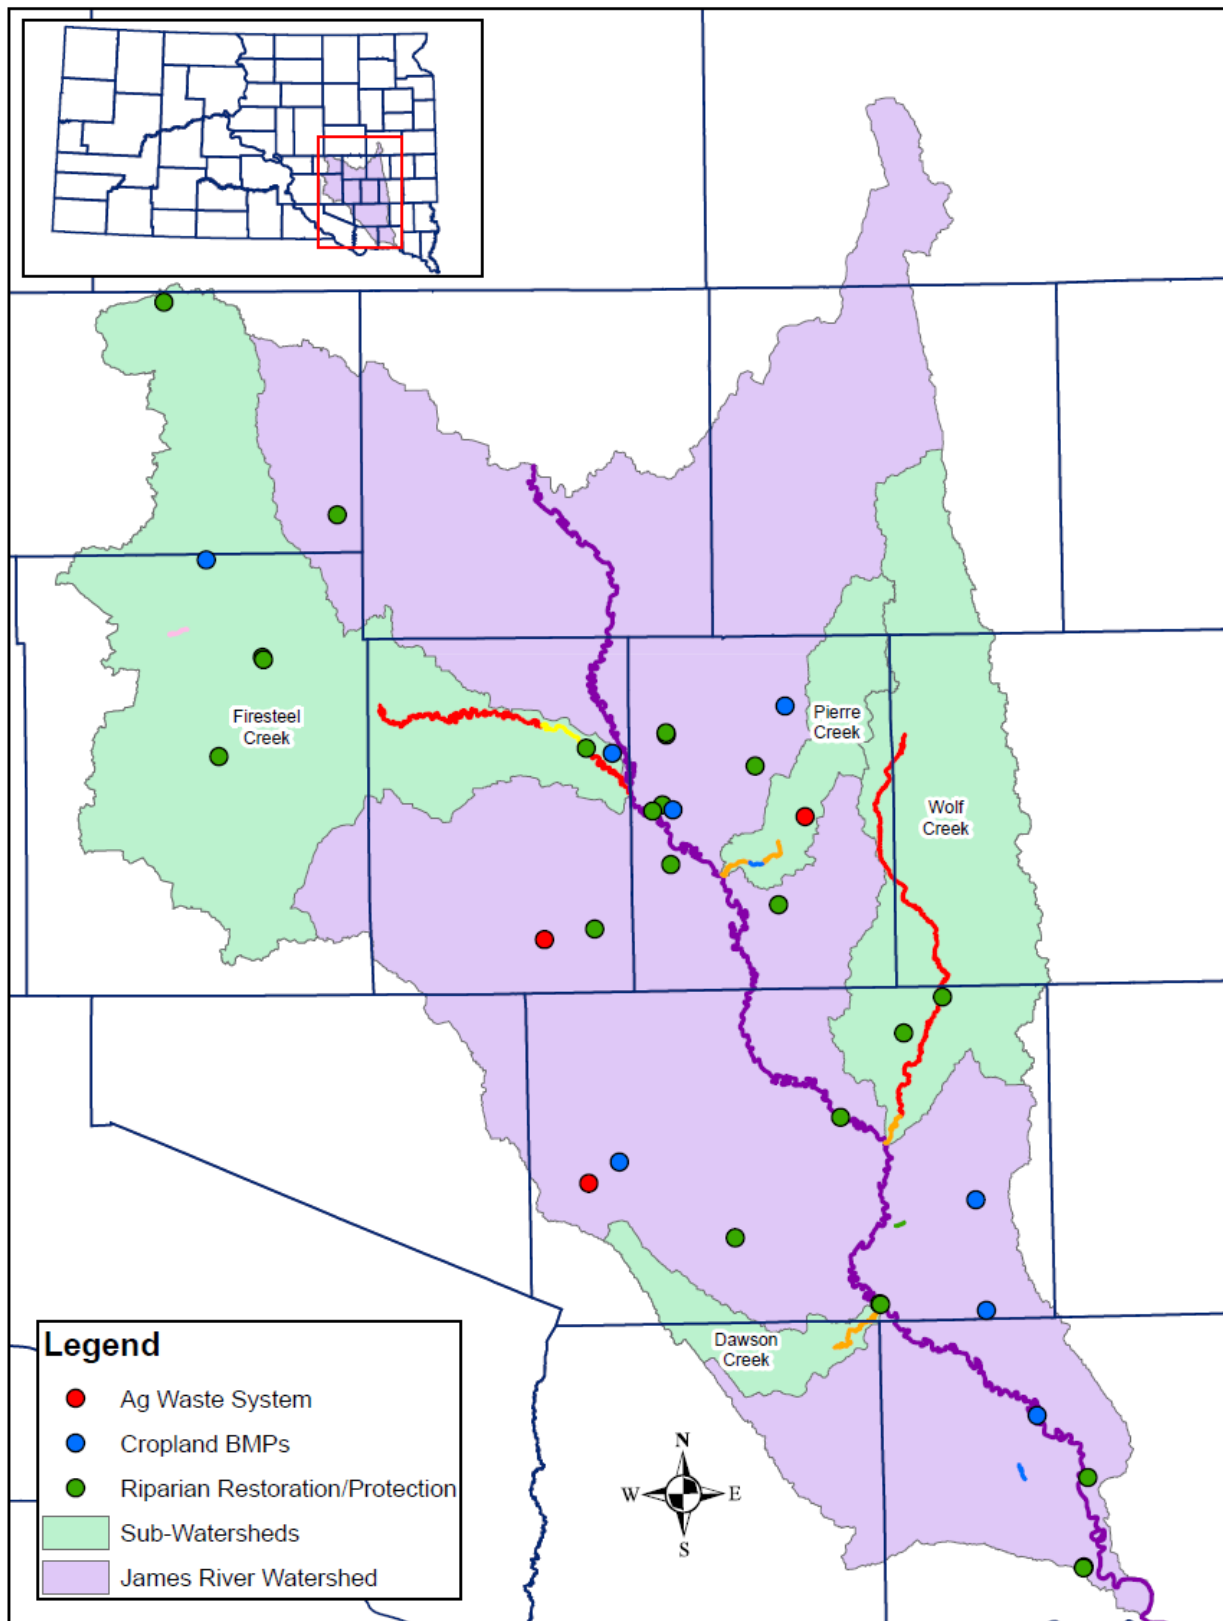 Firesteel
Creek
Pierre
Creek
Wolf
Creek
Dawson
Creek
Legend
Ag Waste System
Cropland BMPs
Riparian Restoration/Protection
Sub-Watersheds
James River Watershed
N
W
E
S